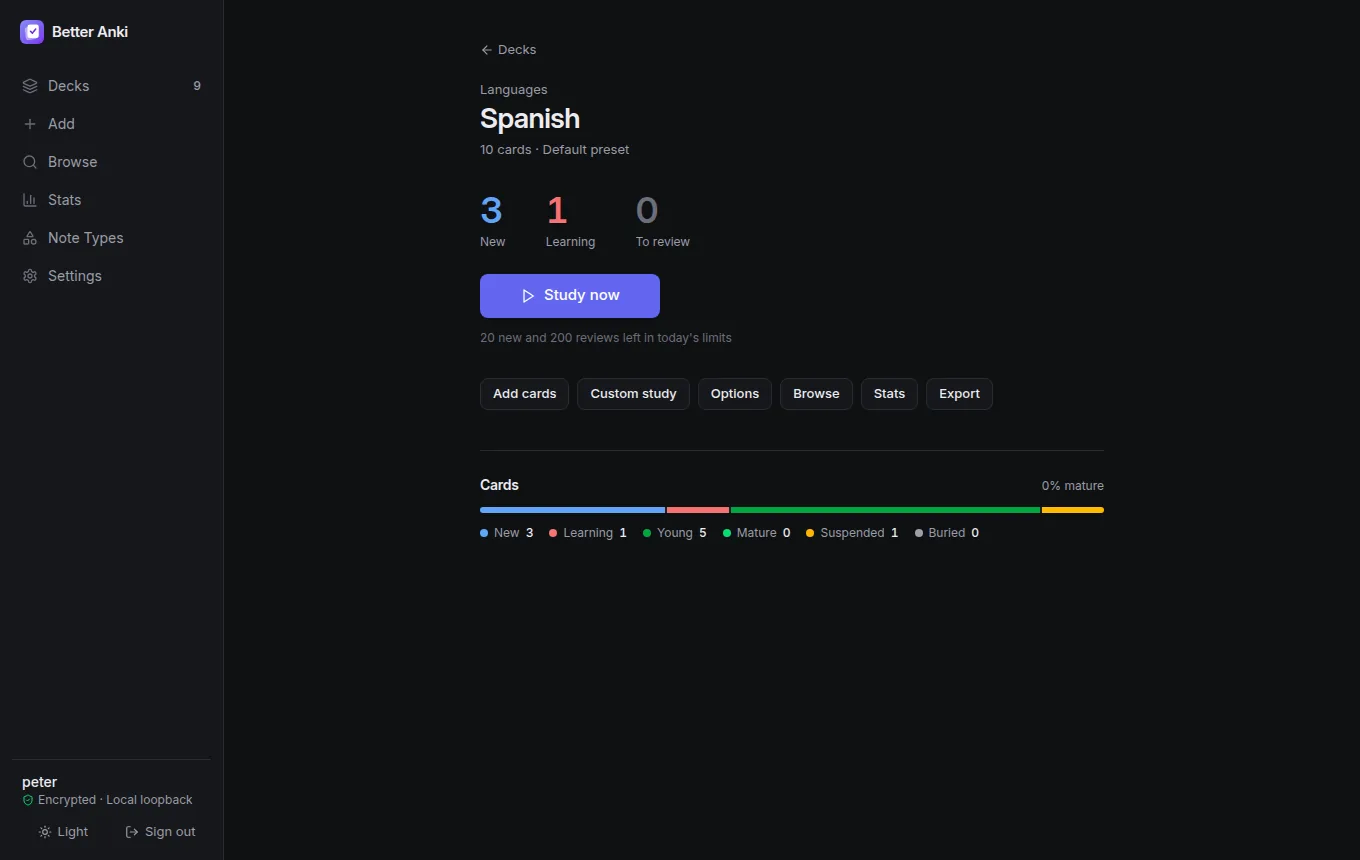 Better Anki
Decks 9
Add
Browse
Stats
Note Types
Settings
peter
Encrypted · Local loopback
Light Sign out
Decks
Languages
Spanish
10 cards · Default preset
3 1 0
New Learning To review
Study now
20 new and 200 reviews left in today's limits
Add cards Custom study Options Browse Stats Export
Cards 0% mature
New 3 Learning 1 Young 5 Mature 0 Suspended 1 Buried 0